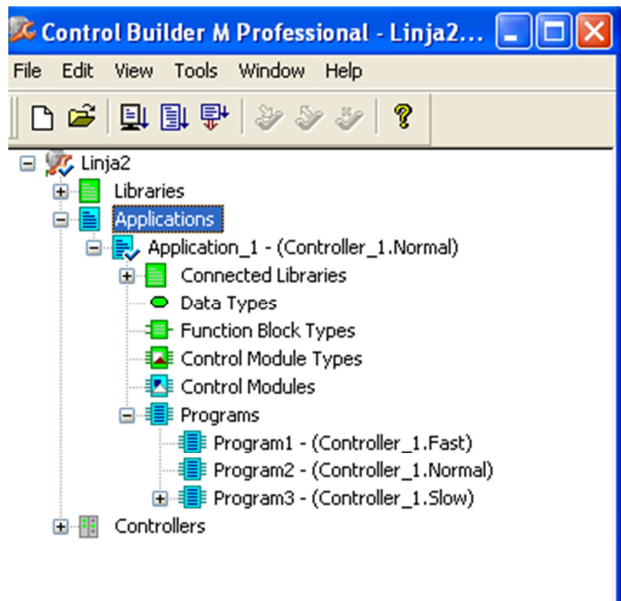 Control Builder M Professional - Linja2...
File Edit View Tools Window Help
Linja2
Libraries
Applications
Application_1 - (Controller_1.Normal)
Connected Libraries
Data Types
Function Block Types
Control Module Types
Control Modules
Programs
Program1 - (Controller_1.Fast)
Program2 - (Controller_1.Normal)
Program3 - (Controller_1.Slow)
Controllers